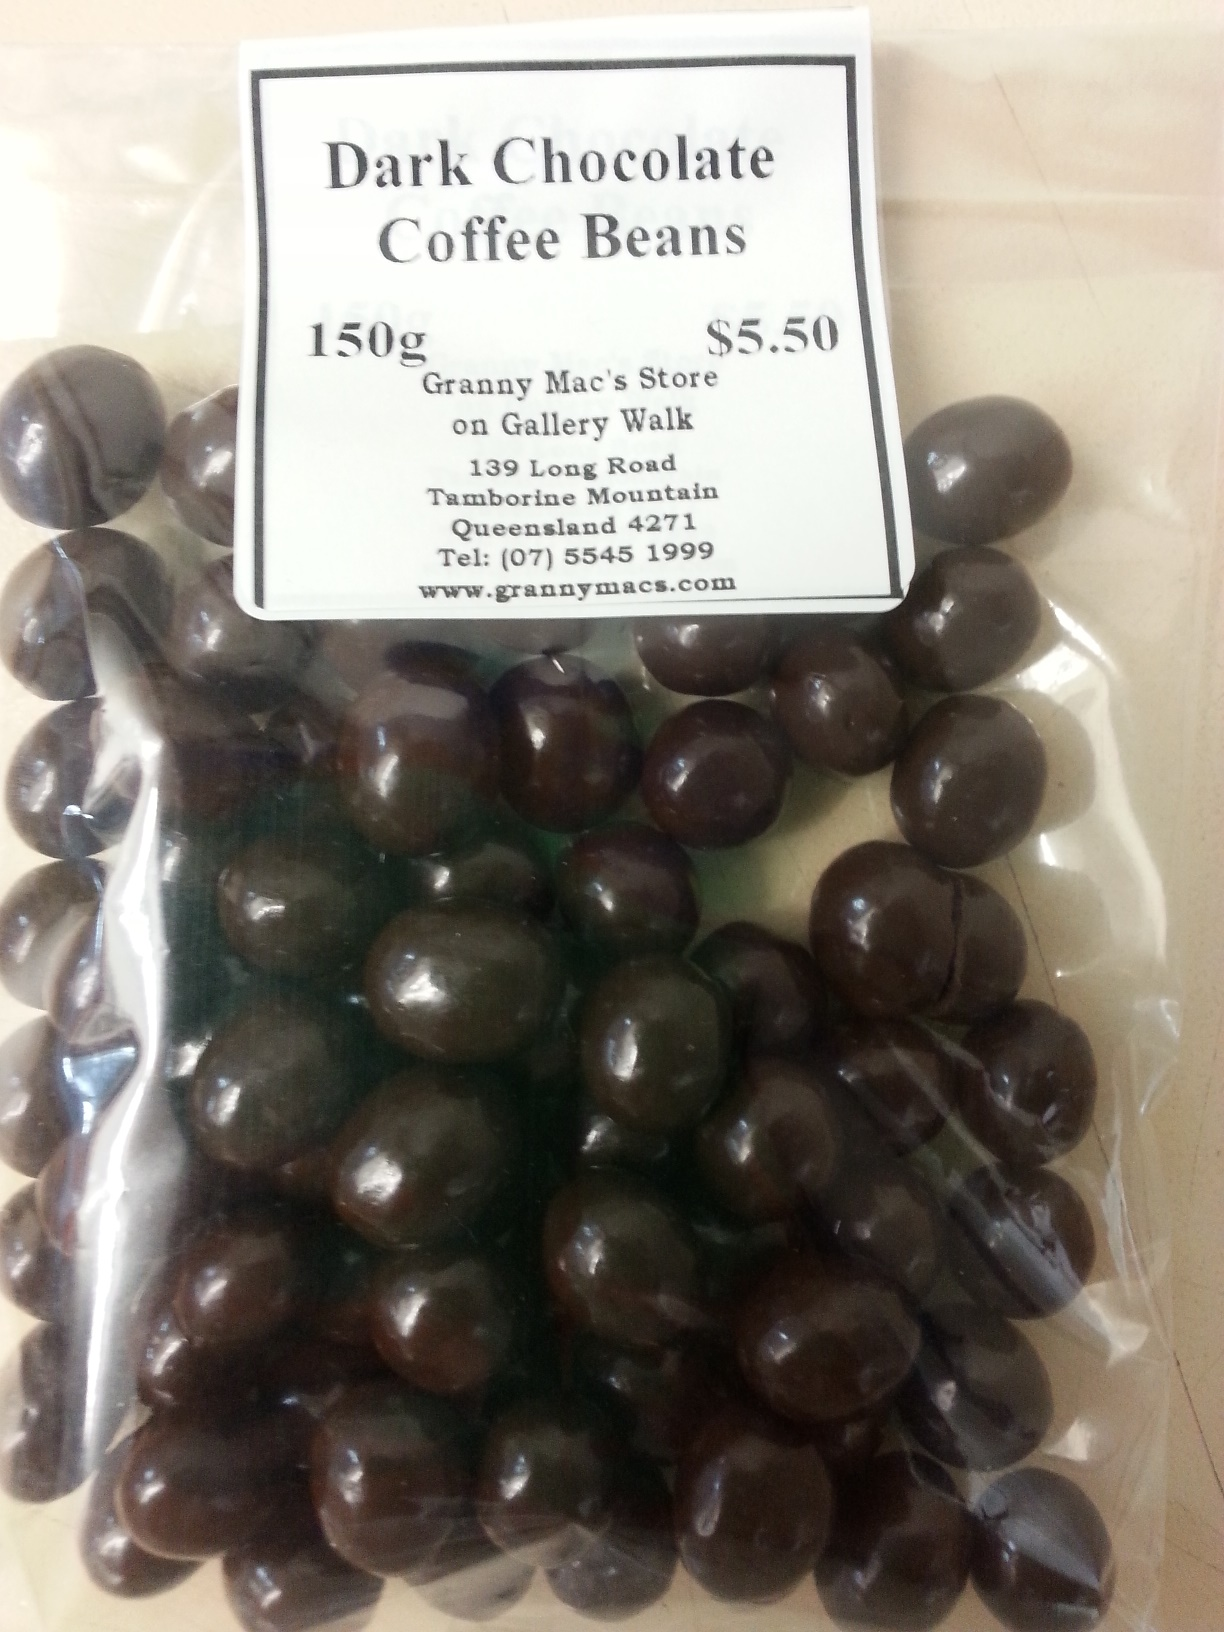 Dark Chocolate
Coffee Beans
150g $5.50
Granny Mac's Store
on Gallery Walk
139 Long Road
Tamborine Mountain
Queensland 4271
Tel: (07) 5545 1999
www.grannymacs.com